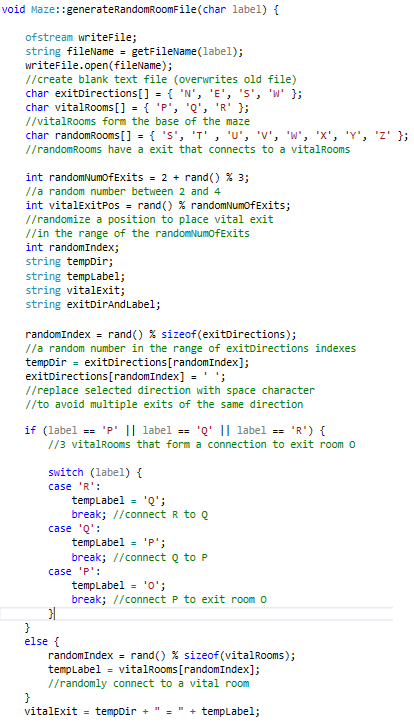 void Maze::generateRandomRoomFile(char label) {
ofstream writeFile;
string fileName = getFileName(label);
writeFile.open(fileName);
//create blank text file (overwrites old file)
char exitDirections[] = { 'N', 'E', 'S', 'W' };
char vitalRooms[] = { 'P', 'Q', 'R' };
//vitalRooms form the base of the maze
char randomRooms[] = { 'S', 'T' , 'U', 'V', 'W', 'X', 'Y', 'Z' };
//randomRooms have a exit that connects to a vitalRooms
int randomNumOfExits = 2 + rand() % 3;
//a random number between 2 and 4
int vitalExitPos = rand() % randomNumOfExits;
//randomize a position to place vital exit
//in the range of the randomNumOfExits
int randomIndex;
string tempDir;
string tempLabel;
string vitalExit;
string exitDirAndLabel;
randomIndex = rand() % sizeof(exitDirections);
//a random number in the range of exitDirections indexes
tempDir = exitDirections[randomIndex];
exitDirections[randomIndex] = ' ';
//replace selected direction with space character
//to avoid multiple exits of the same direction
if (label == 'P' || label == 'Q' || label == 'R') {
//3 vitalRooms that form a connection to exit room O
switch (label) {
case 'R':
tempLabel = 'Q';
break; //connect R to Q
case 'Q':
tempLabel = 'P';
break; //connect Q to P
case 'P':
tempLabel = 'O';
break; //connect P to exit room O
}
}
else {
randomIndex = rand() % sizeof(vitalRooms);
tempLabel = vitalRooms[randomIndex];
//randomly connect to a vital room
}
vitalExit = tempDir + " = " + tempLabel;